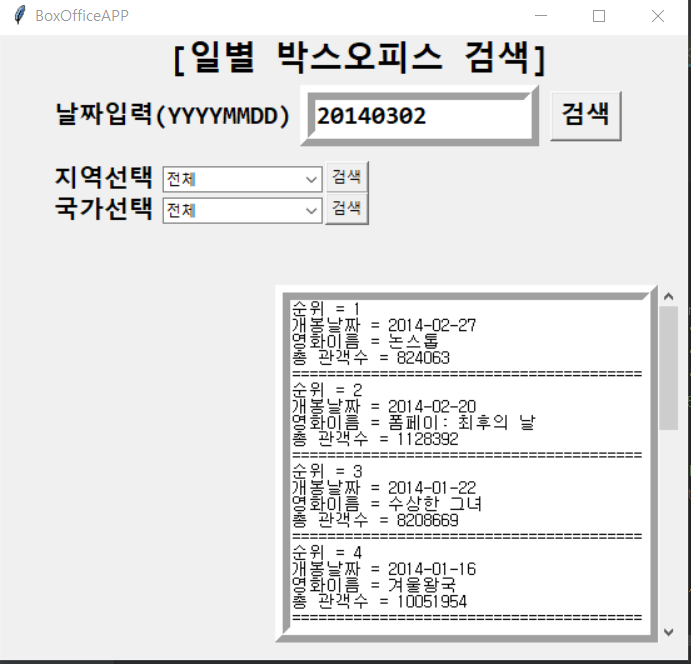 BoxOfficeAPP
[일별 박스오피스 검색]
날짜입력(YYYYMMDD) 20140302 검색
지역선택 전체 검색
국가선택 전체 검색
순위 = 1
개봉날짜 = 2014-02-27
영화이름 = 논스톱
총 관객수 = 824063
========================================
순위 = 2
개봉날짜 = 2014-02-20
영화이름 = 폼페이: 최후의 날
총 관객수 = 1128392
========================================
순위 = 3
개봉날짜 = 2014-01-22
영화이름 = 수상한 그녀
총 관객수 = 8208669
========================================
순위 = 4
개봉날짜 = 2014-01-16
영화이름 = 겨울왕국
총 관객수 = 10051954
========================================